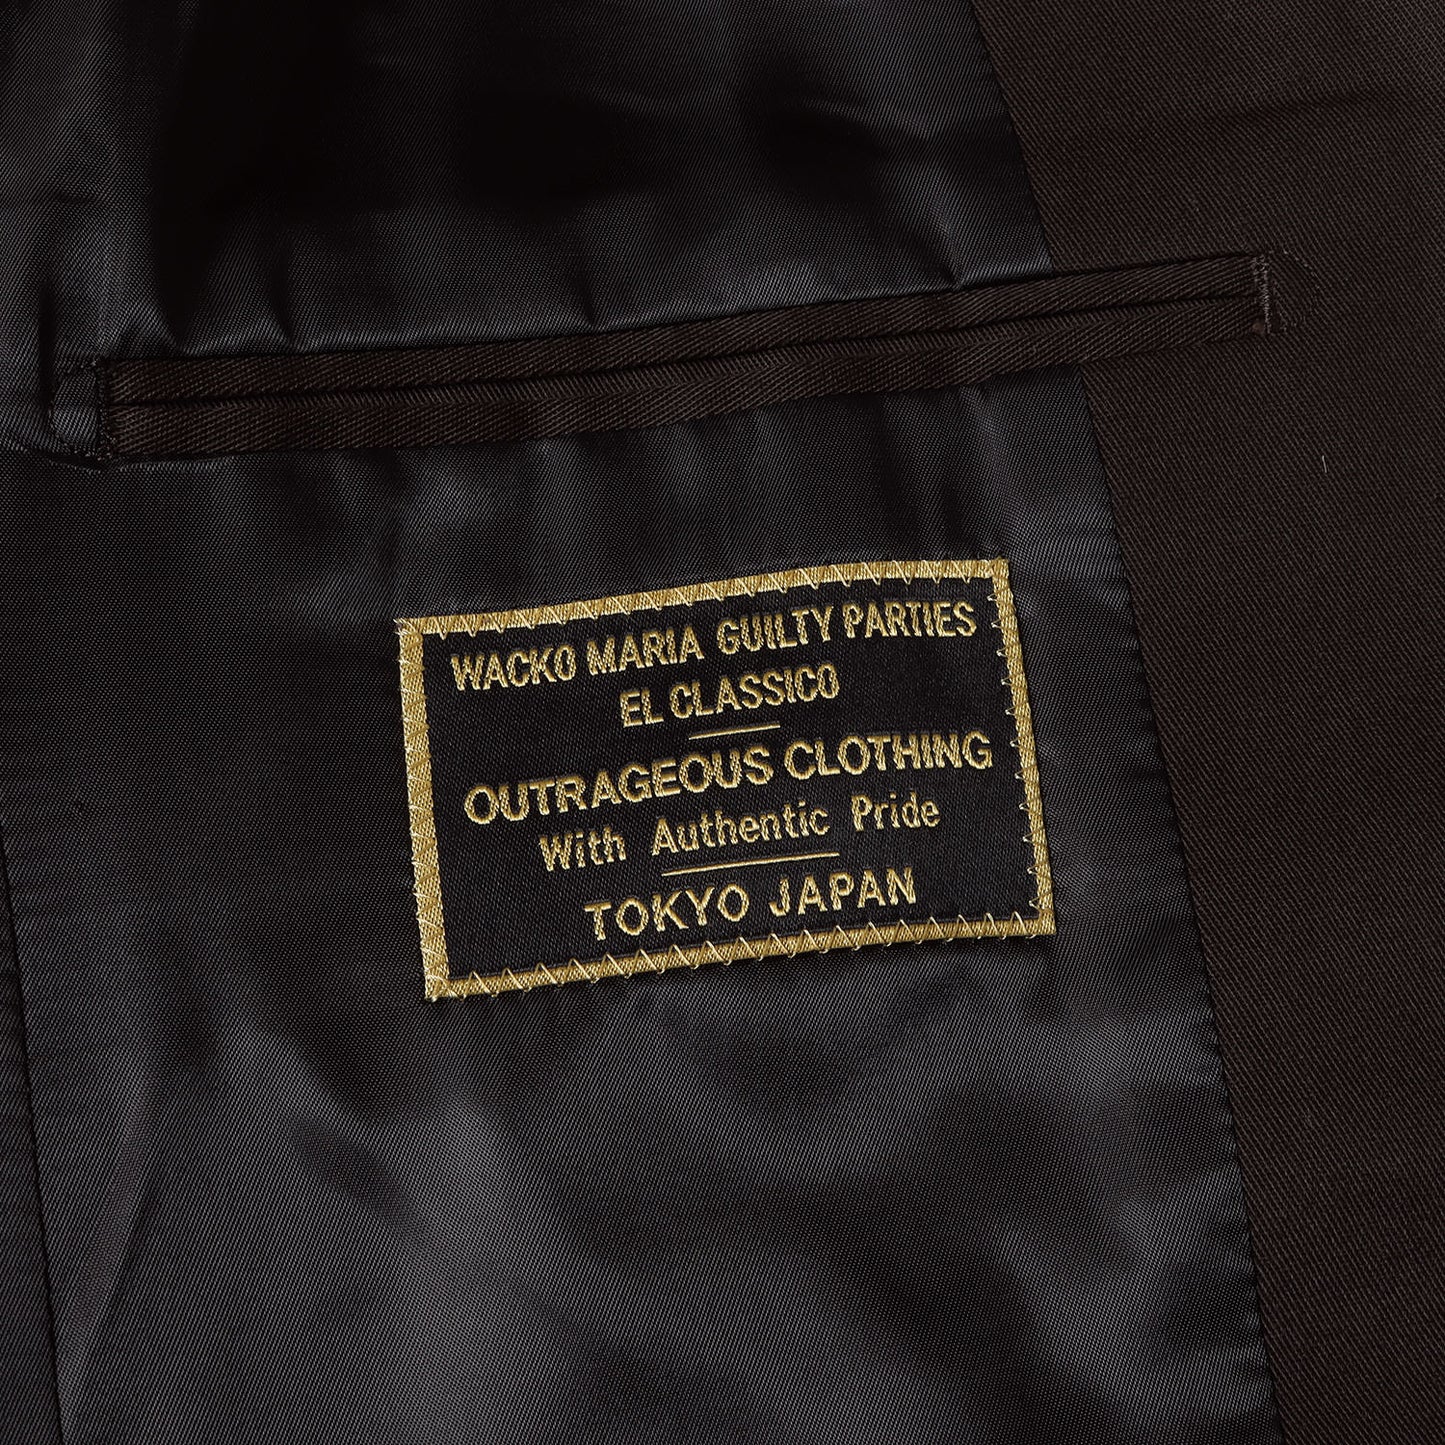 WACKO MARIA GUILTY PARTIES
EL CLASSICO
OUTRAGEOUS CLOTHING
With Authentic Pride
TOKYO JAPAN